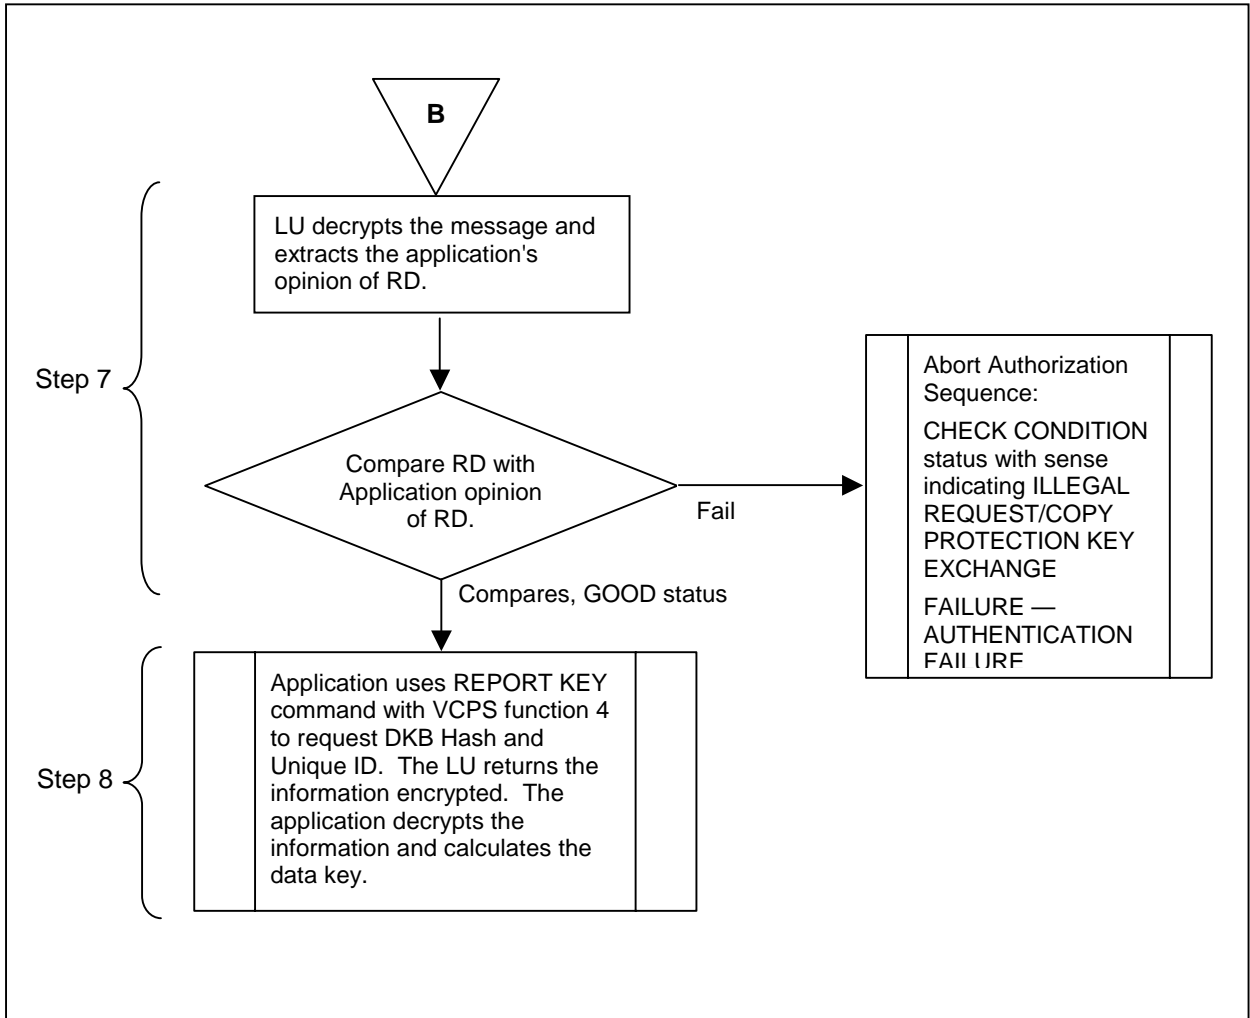 B
LU decrypts the message and
extracts the application's
opinion of RD.
Step 7
Compare RD with
Application opinion
of RD.
Fail
Abort Authorization
Sequence:
CHECK CONDITION
status with sense
indicating ILLEGAL
REQUEST/COPY
PROTECTION KEY
EXCHANGE
FAILURE —
AUTHENTICATION
FAILURE
Compares, GOOD status
Step 8
Application uses REPORT KEY
command with VCPS function 4
to request DKB Hash and
Unique ID. The LU returns the
information encrypted. The
application decrypts the
information and calculates the
data key.